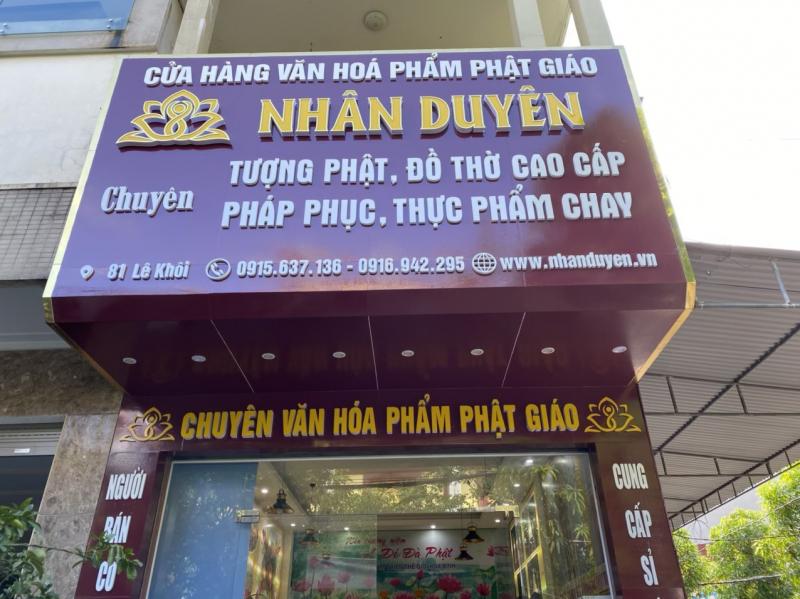 CỬA HÀNG VĂN HOÁ PHẨM PHẬT GIÁO
NHÂN DUYÊN
Chuyên
TƯỢNG PHẬT, ĐỒ THỜ CAO CẤP
PHÁP PHỤC, THỰC PHẨM CHAY
81 Lê Khôi 0915.637.136 - 0916.942.295 www.nhanduyen.vn
CHUYÊN VĂN HÓA PHẨM PHẬT GIÁO
NGƯỜI
BÁN
CÓ
CUNG
CẤP
SỈ
Di Đà Phật